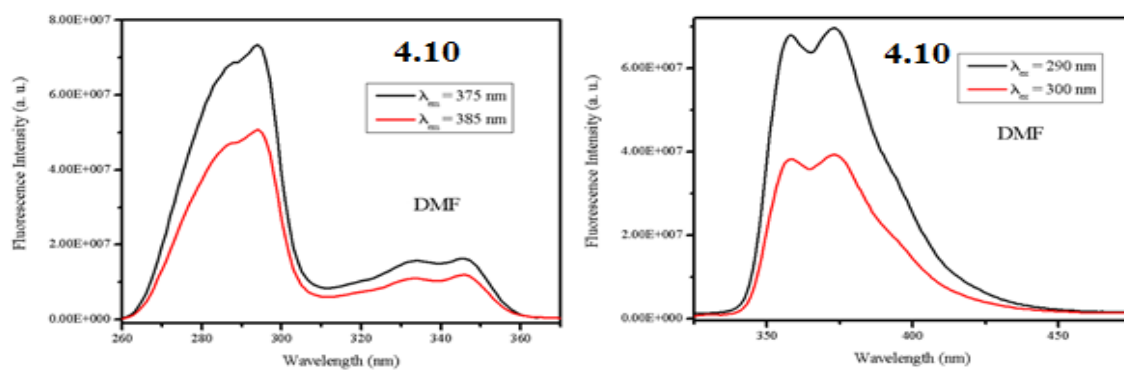 8.00E+007
6.00E+007
4.00E+007
2.00E+007
0.00E+000
Fluorescence Intensity (a. u.)
4.10
λem = 375 nm
λem = 385 nm
DMF
260 280 300 320 340 360
Wavelength (nm)
6.00E+007
4.00E+007
2.00E+007
0.00E+000
Fluorescence Intensity (a. u.)
4.10
λex = 290 nm
λex = 300 nm
DMF
350 400 450
Wavelength (nm)